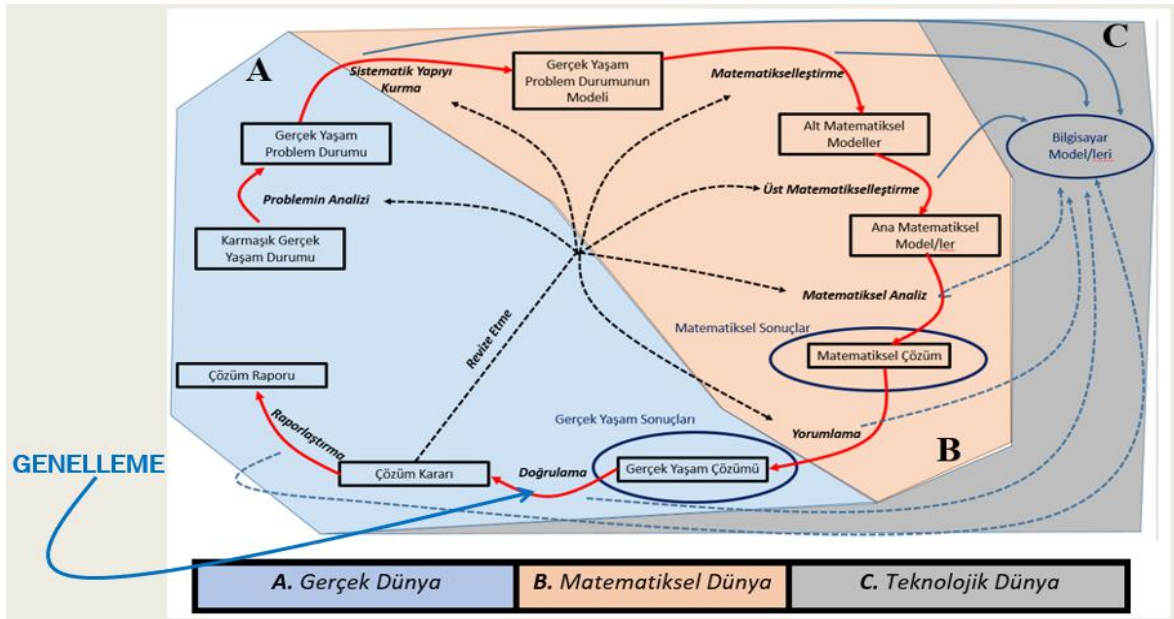 A
C
Sistematik Yapıyı
Kurma
Gerçek Yaşam
Problem Durumunun
Modeli
Matematikselleştirme
Gerçek Yaşam
Problem Durumu
Alt Matematiksel
Modeller
Bilgisayar
Model/leri
Problemin Analizi
Üst Matematikselleştirme
Karmaşık Gerçek
Yaşam Durumu
Ana Matematiksel
Model/ler
Matematiksel Analiz
Revize Etme
Matematiksel Sonuçlar
Matematiksel Çözüm
Çözüm Raporu
Raporlaştırma
Gerçek Yaşam Sonuçları
Yorumlama
B
GENELLEME
Çözüm Kararı
Doğrulama
Gerçek Yaşam Çözümü
A. Gerçek Dünya
B. Matematiksel Dünya
C. Teknolojik Dünya